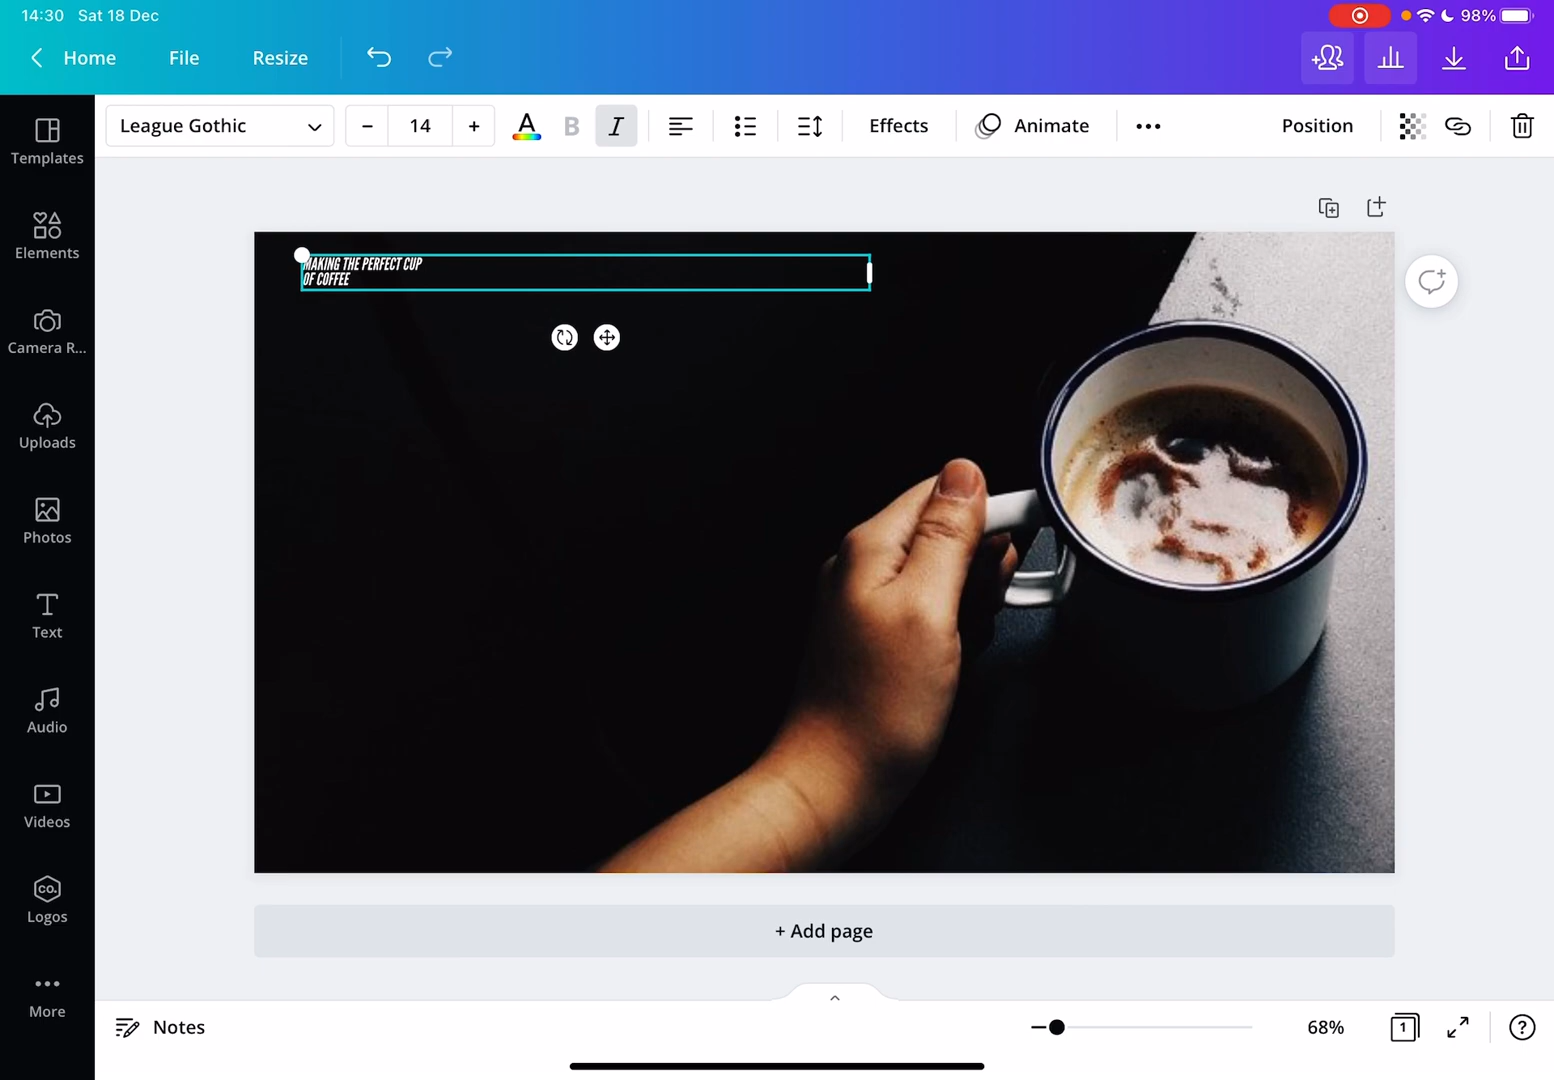 14:30 Sat 18 Dec
98%
Home File Resize
League Gothic
− 14 +
A B I
Effects Animate ••• Position
Templates
Elements
Camera R...
Uploads
Photos
Text
Audio
Videos
CO.
Logos
More
MAKING THE PERFECT CUP
OF COFFEE
+ Add page
Notes
68%
1
?